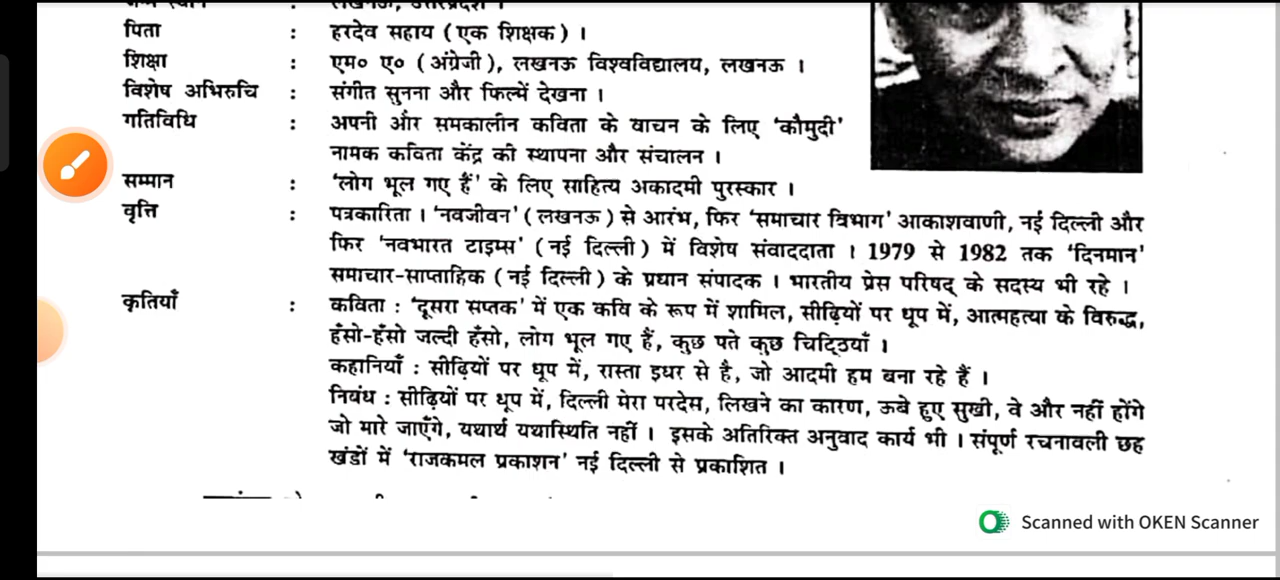 जन्म स्थान : लखनऊ, उत्तरप्रदेश ।
पिता : हरदेव सहाय (एक शिक्षक) ।
शिक्षा : एम० ए० (अंग्रेजी), लखनऊ विश्वविद्यालय, लखनऊ ।
विशेष अभिरुचि : संगीत सुनना और फिल्में देखना ।
गतिविधि : अपनी और समकालीन कविता के वाचन के लिए 'कौमुदी'
नामक कविता केंद्र की स्थापना और संचालन ।
सम्मान : 'लोग भूल गए हैं' के लिए साहित्य अकादमी पुरस्कार ।
वृत्ति : पत्रकारिता । 'नवजीवन' (लखनऊ) से आरंभ, फिर 'समाचार विभाग' आकाशवाणी, नई दिल्ली और
फिर 'नवभारत टाइम्स' (नई दिल्ली) में विशेष संवाददाता । 1979 से 1982 तक 'दिनमान'
समाचार-साप्ताहिक (नई दिल्ली) के प्रधान संपादक । भारतीय प्रेस परिषद् के सदस्य भी रहे ।
कृतियाँ : कविता : 'दूसरा सप्तक' में एक कवि के रूप में शामिल, सीढ़ियों पर धूप में, आत्महत्या के विरुद्ध,
हँसो-हँसो जल्दी हँसो, लोग भूल गए हैं, कुछ पते कुछ चिट्ठियाँ ।
कहानियाँ : सीढ़ियों पर धूप में, रास्ता इधर से है, जो आदमी हम बना रहे हैं ।
निबंध : सीढ़ियों पर धूप में, दिल्ली मेरा परदेस, लिखने का कारण, ऊबे हुए सुखी, वे और नहीं होंगे
जो मारे जाएँगे, यथार्थ यथास्थिति नहीं । इसके अतिरिक्त अनुवाद कार्य भी । संपूर्ण रचनावली छह
खंडों में 'राजकमल प्रकाशन' नई दिल्ली से प्रकाशित ।
Scanned with OKEN Scanner